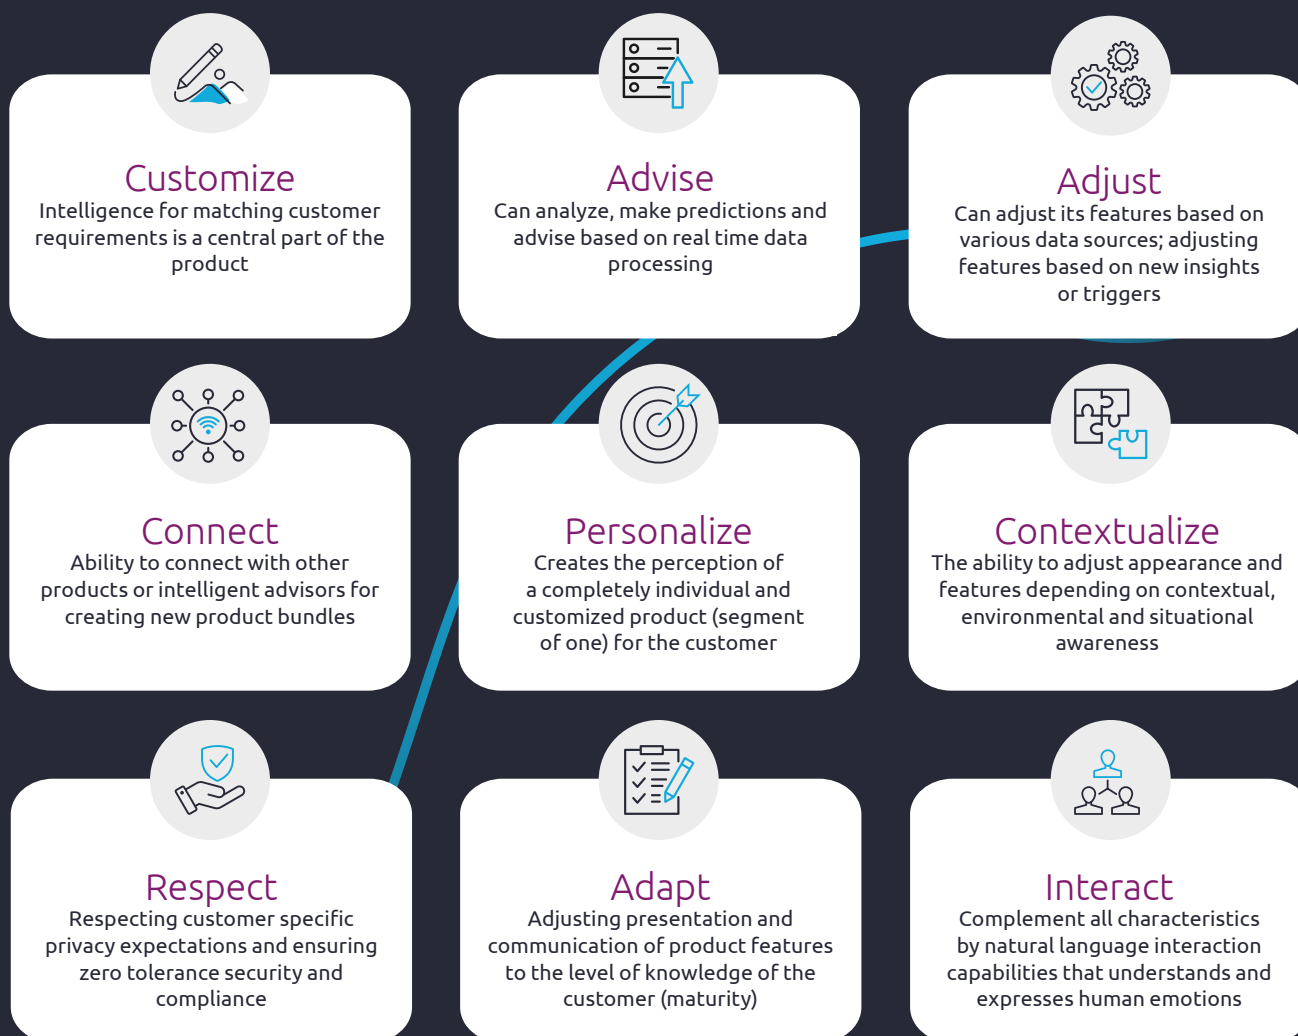 Customize
Intelligence for matching customer
requirements is a central part of the
product
Advise
Can analyze, make predictions and
advise based on real time data
processing
Adjust
Can adjust its features based on
various data sources; adjusting
features based on new insights
or triggers
Connect
Ability to connect with other
products or intelligent advisors for
creating new product bundles
Personalize
Creates the perception of
a completely individual and
customized product (segment
of one) for the customer
Contextualize
The ability to adjust appearance and
features depending on contextual,
environmental and situational
awareness
Respect
Respecting customer specific
privacy expectations and ensuring
zero tolerance security and
compliance
Adapt
Adjusting presentation and
communication of product features
to the level of knowledge of the
customer (maturity)
Interact
Complement all characteristics
by natural language interaction
capabilities that understands and
expresses human emotions